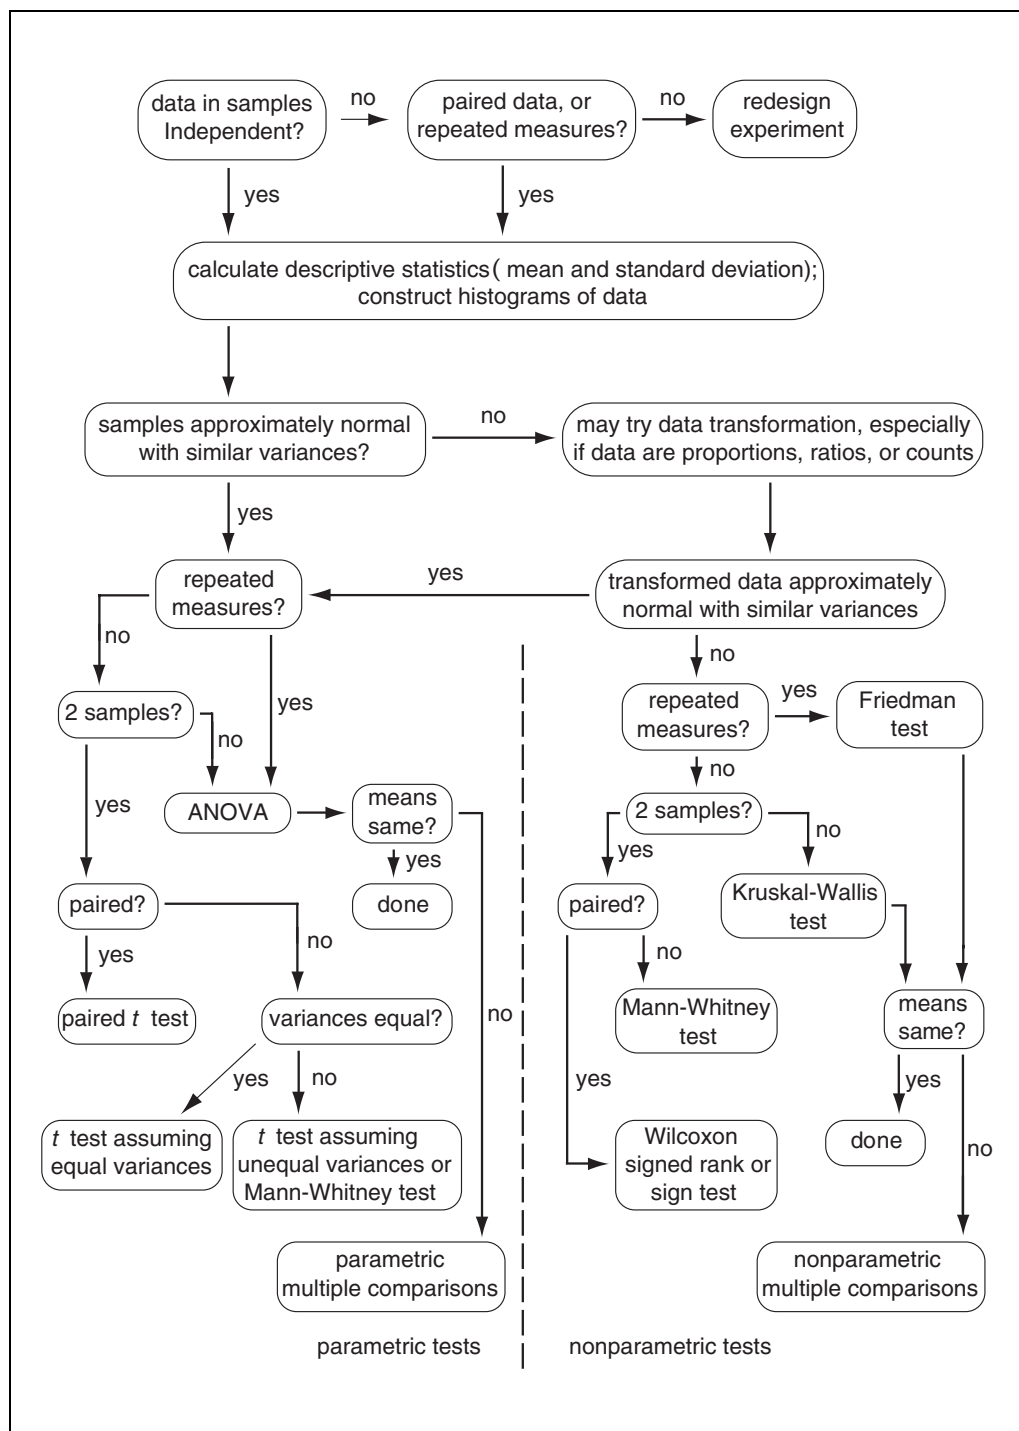 data in samples
Independent?
no
paired data, or
repeated measures?
no
redesign
experiment
yes
yes
calculate descriptive statistics( mean and standard deviation);
construct histograms of data
samples approximately normal
with similar variances?
no
may try data transformation, especially
if data are proportions, ratios, or counts
yes
repeated
measures?
yes
transformed data approximately
normal with similar variances
no
no
2 samples?
yes
repeated
measures?
yes
Friedman
test
no
no
yes
ANOVA
means
same?
2 samples?
yes
no
yes
done
paired?
no
Kruskal-Wallis
test
paired?
yes
no
no
paired t test
variances equal?
no
Mann-Whitney
test
means
same?
yes
no
yes
yes
t test assuming
equal variances
t test assuming
unequal variances or
Mann-Whitney test
Wilcoxon
signed rank or
sign test
done
no
parametric
multiple comparisons
nonparametric
multiple comparisons
parametric tests
nonparametric tests